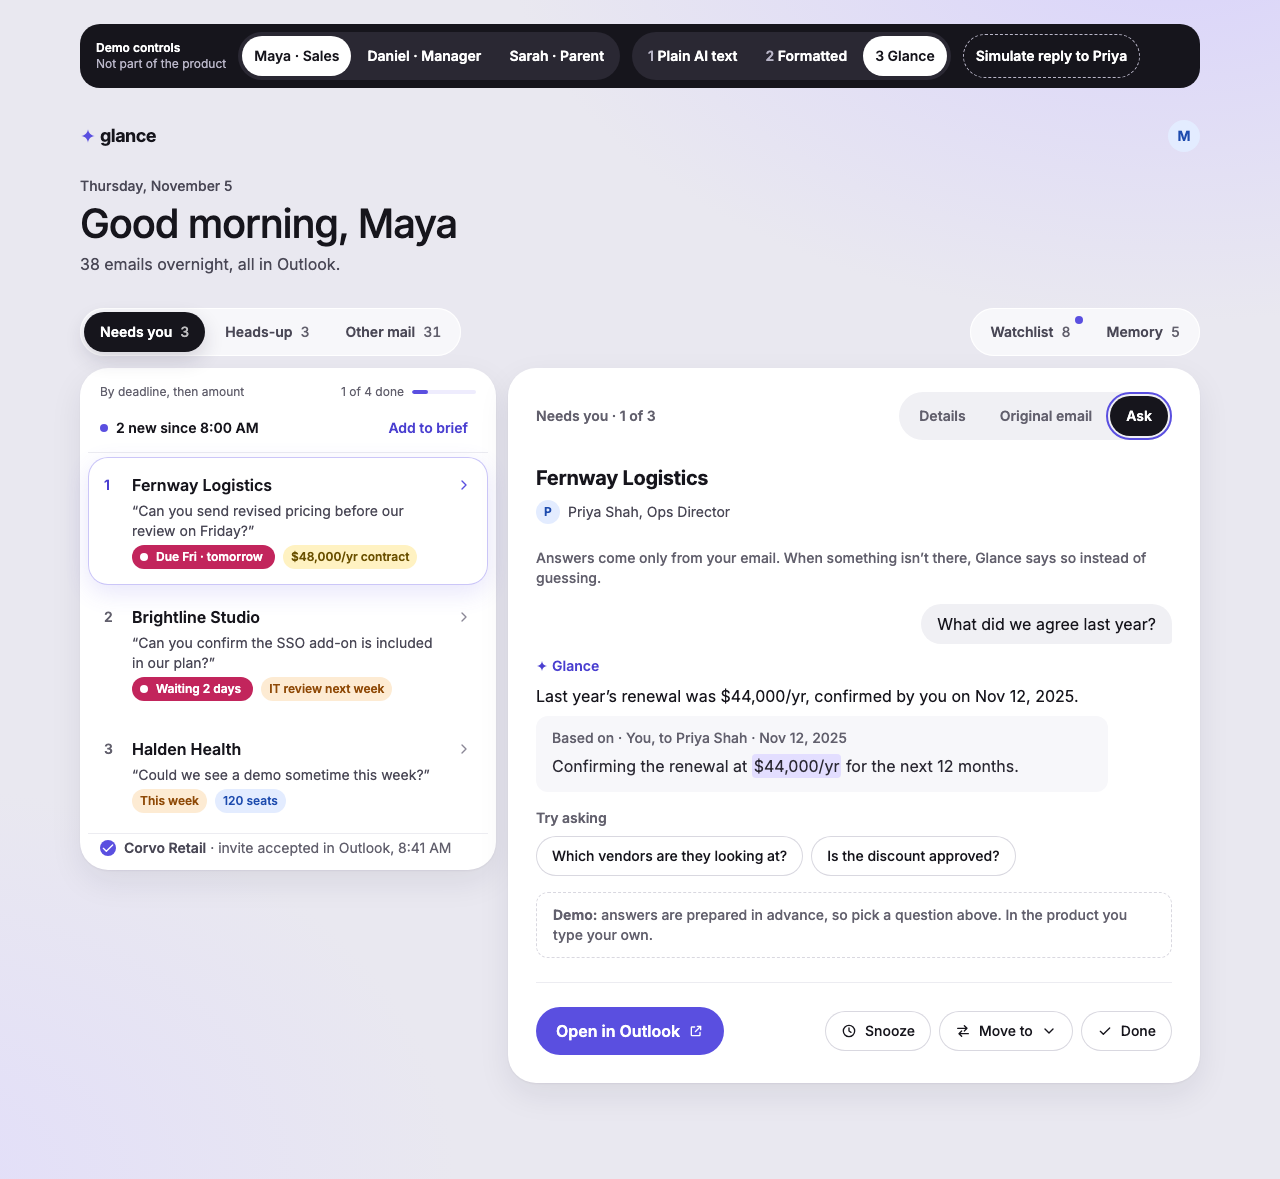 Demo controls
Not part of the product
Maya · Sales
Daniel · Manager
Sarah · Parent
1 Plain AI text
2 Formatted
3 Glance
Simulate reply to Priya
glance
M
Thursday, November 5
Good morning, Maya
38 emails overnight, all in Outlook.
Needs you 3
Heads-up 3
Other mail 31
Watchlist 8
Memory 5
By deadline, then amount
1 of 4 done
2 new since 8:00 AM
Add to brief
1
Fernway Logistics
“Can you send revised pricing before our
review on Friday?”
Due Fri · tomorrow
$48,000/yr contract
2
Brightline Studio
“Can you confirm the SSO add-on is included
in our plan?”
Waiting 2 days
IT review next week
3
Halden Health
“Could we see a demo sometime this week?”
This week
120 seats
Corvo Retail · invite accepted in Outlook, 8:41 AM
Needs you · 1 of 3
Details
Original email
Ask
Fernway Logistics
P
Priya Shah, Ops Director
Answers come only from your email. When something isn’t there, Glance says so instead of
guessing.
What did we agree last year?
Glance
Last year’s renewal was $44,000/yr, confirmed by you on Nov 12, 2025.
Based on · You, to Priya Shah · Nov 12, 2025
Confirming the renewal at $44,000/yr for the next 12 months.
Try asking
Which vendors are they looking at?
Is the discount approved?
Demo: answers are prepared in advance, so pick a question above. In the product you
type your own.
Open in Outlook
Snooze
Move to
Done